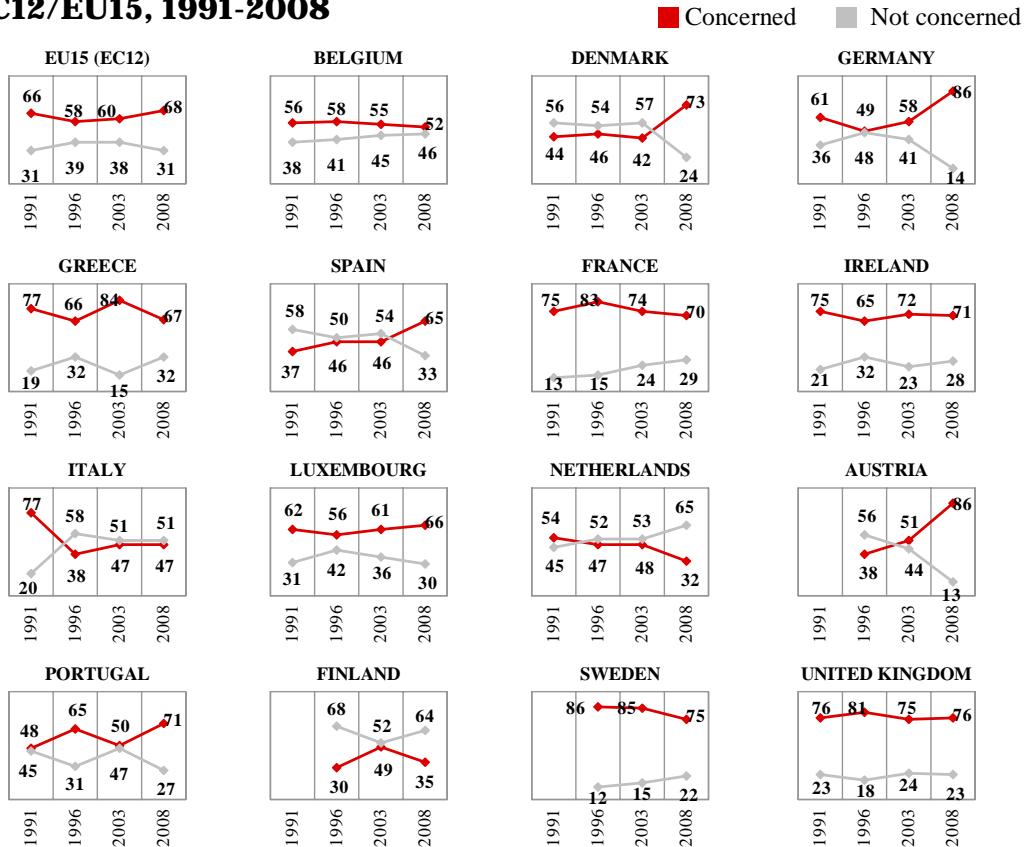 C12/EU15, 1991-2008
Concerned Not concerned
EU15 (EC12)
66 58 60 68
31 39 38 31
1991 1996 2003 2008
BELGIUM
56 58 55 52
38 41 45 46
1991 1996 2003 2008
DENMARK
56 54 57 73
44 46 42 24
1991 1996 2003 2008
GERMANY
61 49 58 86
36 48 41 14
1991 1996 2003 2008
GREECE
77 66 84 67
19 32 15 32
1991 1996 2003 2008
SPAIN
58 50 54 65
37 46 46 33
1991 1996 2003 2008
FRANCE
75 83 74 70
13 15 24 29
1991 1996 2003 2008
IRELAND
75 65 72 71
21 32 23 28
1991 1996 2003 2008
ITALY
77 58 51 51
20 38 47 47
1991 1996 2003 2008
LUXEMBOURG
62 56 61 66
31 42 36 30
1991 1996 2003 2008
NETHERLANDS
54 52 53 65
45 47 48 32
1991 1996 2003 2008
AUSTRIA
56 51 86
38 44 13
1991 1996 2003 2008
PORTUGAL
48 65 50 71
45 31 47 27
1991 1996 2003 2008
FINLAND
68 52 64
30 49 35
1991 1996 2003 2008
SWEDEN
86 85 75
12 15 22
1991 1996 2003 2008
UNITED KINGDOM
76 81 75 76
23 18 24 23
1991 1996 2003 2008